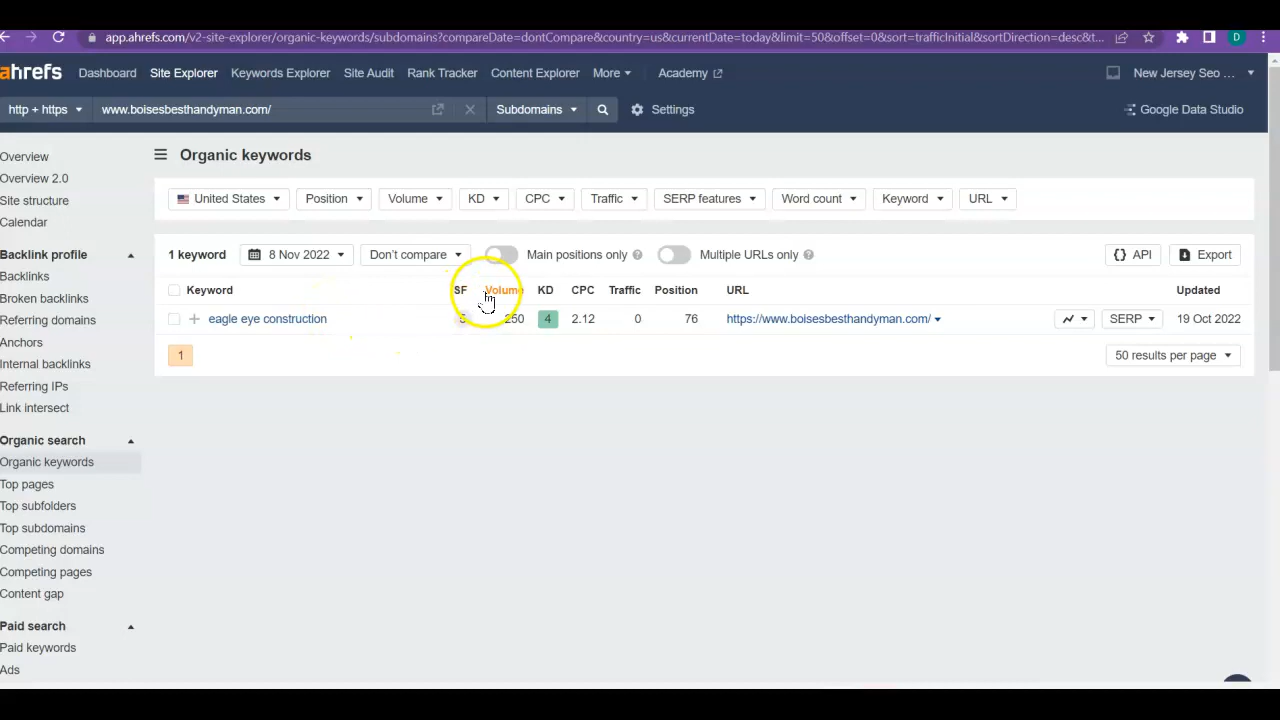 app.ahrefs.com/v2-site-explorer/organic-keywords/subdomains?compareDate=dontCompare&country=us&currentDate=today&limit=50&offset=0&sort=trafficInitial&sortDirection=desc&t...
D
ahrefs Dashboard Site Explorer Keywords Explorer Site Audit Rank Tracker Content Explorer More Academy New Jersey Seo ...
http + https www.boisesbesthandyman.com/ Subdomains Settings Google Data Studio
Overview
Overview 2.0
Site structure
Calendar
Backlink profile
Backlinks
Broken backlinks
Referring domains
Anchors
Internal backlinks
Referring IPs
Link intersect
Organic search
Organic keywords
Top pages
Top subfolders
Top subdomains
Competing domains
Competing pages
Content gap
Paid search
Paid keywords
Ads
Organic keywords
United States Position Volume KD CPC Traffic SERP features Word count Keyword URL
1 keyword 8 Nov 2022 Don't compare Main positions only Multiple URLs only API Export
Keyword SF Volume KD CPC Traffic Position URL Updated
eagle eye construction 250 4 2.12 0 76 https://www.boisesbesthandyman.com/ SERP 19 Oct 2022
1 50 results per page